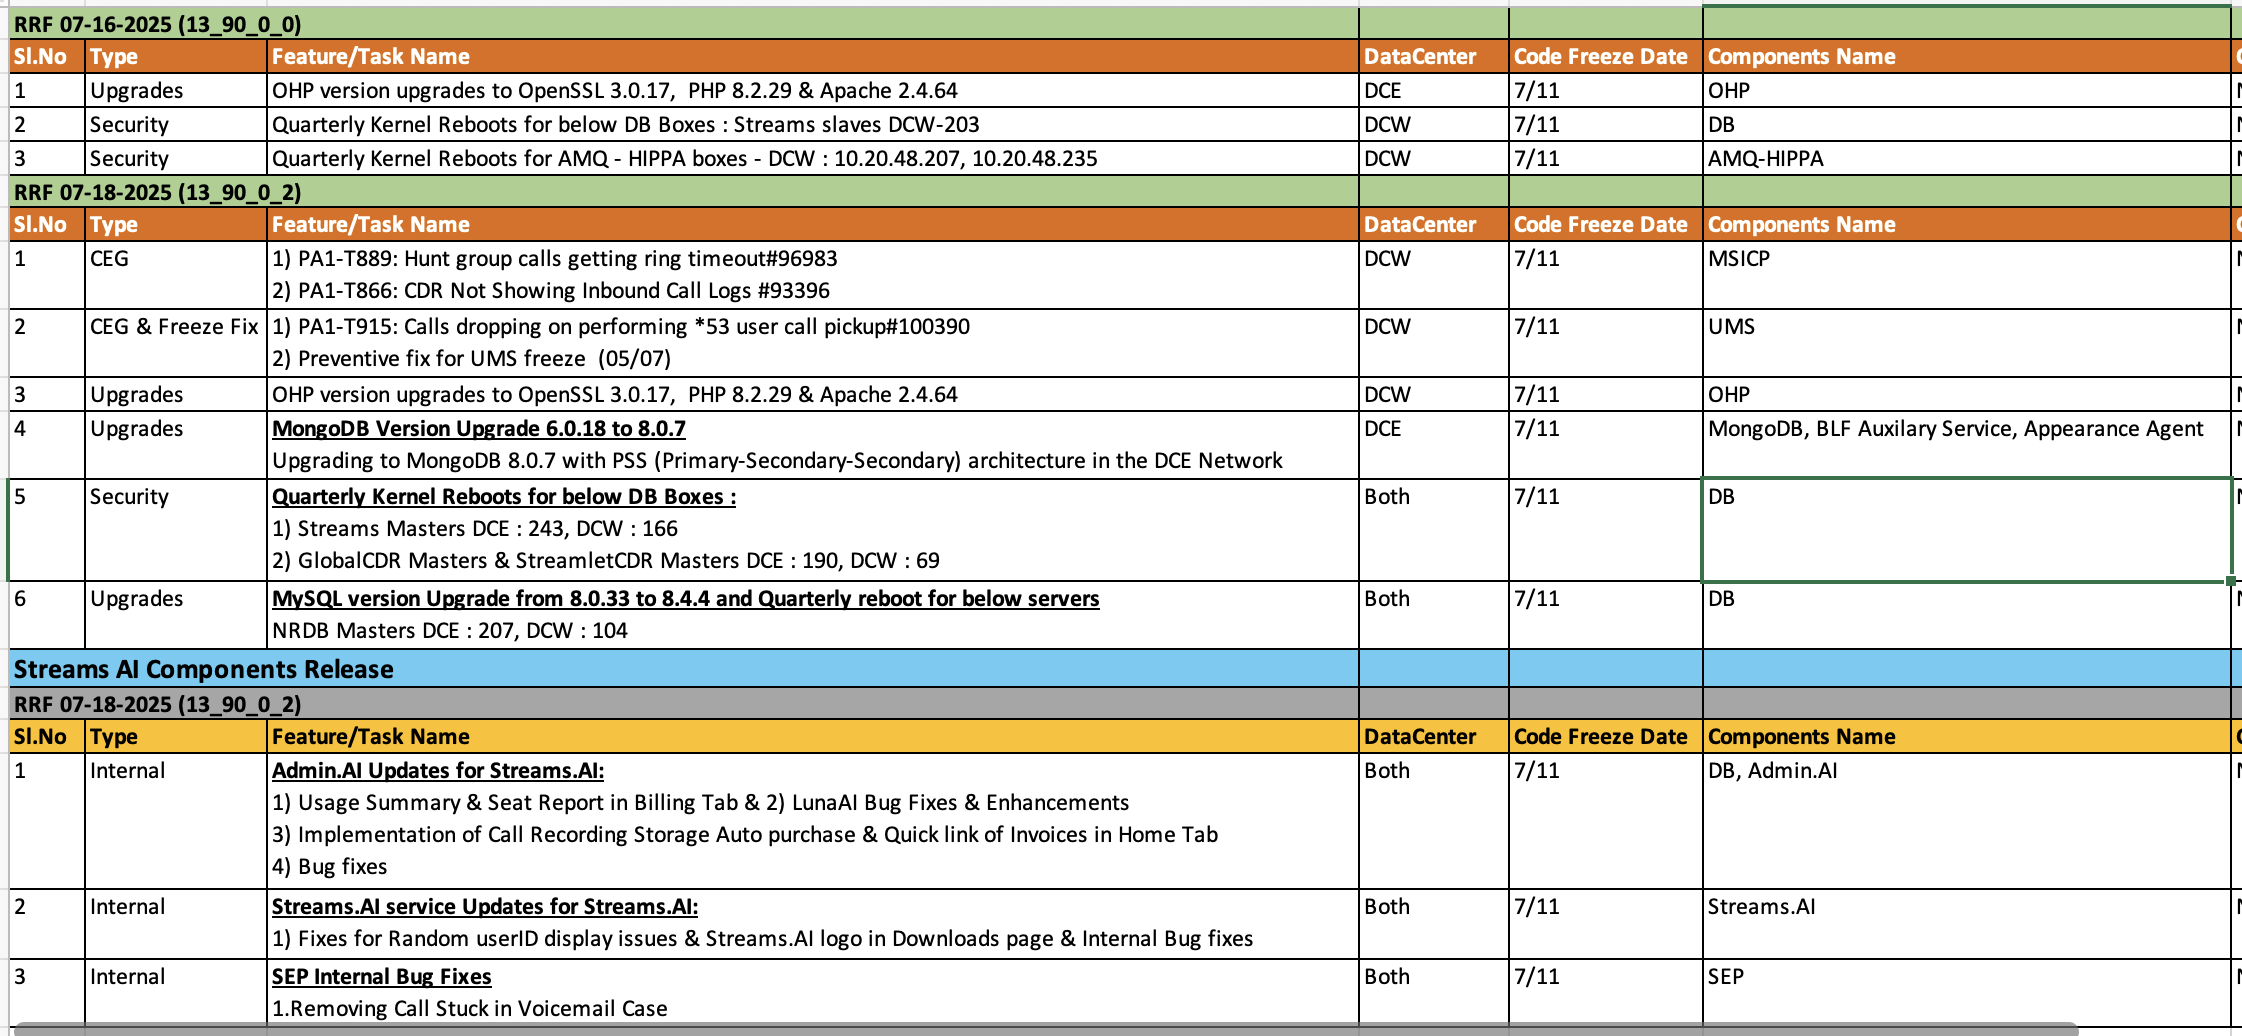 RRF 07-16-2025 (13_90_0_0)
Sl.No Type Feature/Task Name DataCenter Code Freeze Date Components Name
1 Upgrades OHP version upgrades to OpenSSL 3.0.17,  PHP 8.2.29 & Apache 2.4.64 DCE 7/11 OHP
2 Security Quarterly Kernel Reboots for below DB Boxes : Streams slaves DCW-203 DCW 7/11 DB
3 Security Quarterly Kernel Reboots for AMQ - HIPPA boxes - DCW : 10.20.48.207, 10.20.48.235 DCW 7/11 AMQ-HIPPA
RRF 07-18-2025 (13_90_0_2)
Sl.No Type Feature/Task Name DataCenter Code Freeze Date Components Name
1 CEG 1) PA1-T889: Hunt group calls getting ring timeout#96983 DCW 7/11 MSICP
2) PA1-T866: CDR Not Showing Inbound Call Logs #93396
2 CEG & Freeze Fix 1) PA1-T915: Calls dropping on performing *53 user call pickup#100390 DCW 7/11 UMS
2) Preventive fix for UMS freeze  (05/07)
3 Upgrades OHP version upgrades to OpenSSL 3.0.17,  PHP 8.2.29 & Apache 2.4.64 DCW 7/11 OHP
4 Upgrades MongoDB Version Upgrade 6.0.18 to 8.0.7 DCE 7/11 MongoDB, BLF Auxilary Service, Appearance Agent
Upgrading to MongoDB 8.0.7 with PSS (Primary-Secondary-Secondary) architecture in the DCE Network
5 Security Quarterly Kernel Reboots for below DB Boxes : Both 7/11 DB
1) Streams Masters DCE : 243, DCW : 166
2) GlobalCDR Masters & StreamletCDR Masters DCE : 190, DCW : 69
6 Upgrades MySQL version Upgrade from 8.0.33 to 8.4.4 and Quarterly reboot for below servers Both 7/11 DB
NRDB Masters DCE : 207, DCW : 104
Streams AI Components Release
RRF 07-18-2025 (13_90_0_2)
Sl.No Type Feature/Task Name DataCenter Code Freeze Date Components Name
1 Internal Admin.AI Updates for Streams.AI: Both 7/11 DB, Admin.AI
1) Usage Summary & Seat Report in Billing Tab & 2) LunaAI Bug Fixes & Enhancements
3) Implementation of Call Recording Storage Auto purchase & Quick link of Invoices in Home Tab
4) Bug fixes
2 Internal Streams.AI service Updates for Streams.AI: Both 7/11 Streams.AI
1) Fixes for Random userID display issues & Streams.AI logo in Downloads page & Internal Bug fixes
3 Internal SEP Internal Bug Fixes Both 7/11 SEP
1.Removing Call Stuck in Voicemail Case